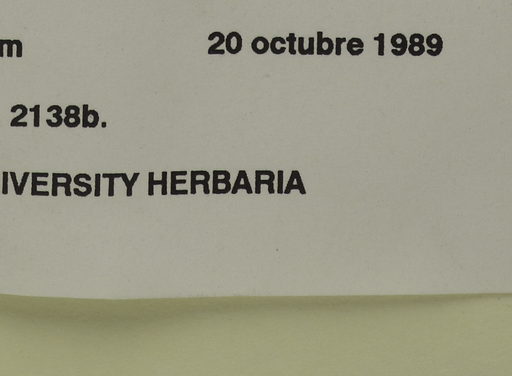 m 20 octubre 1989
2138b.
IVERSITY HERBARIA